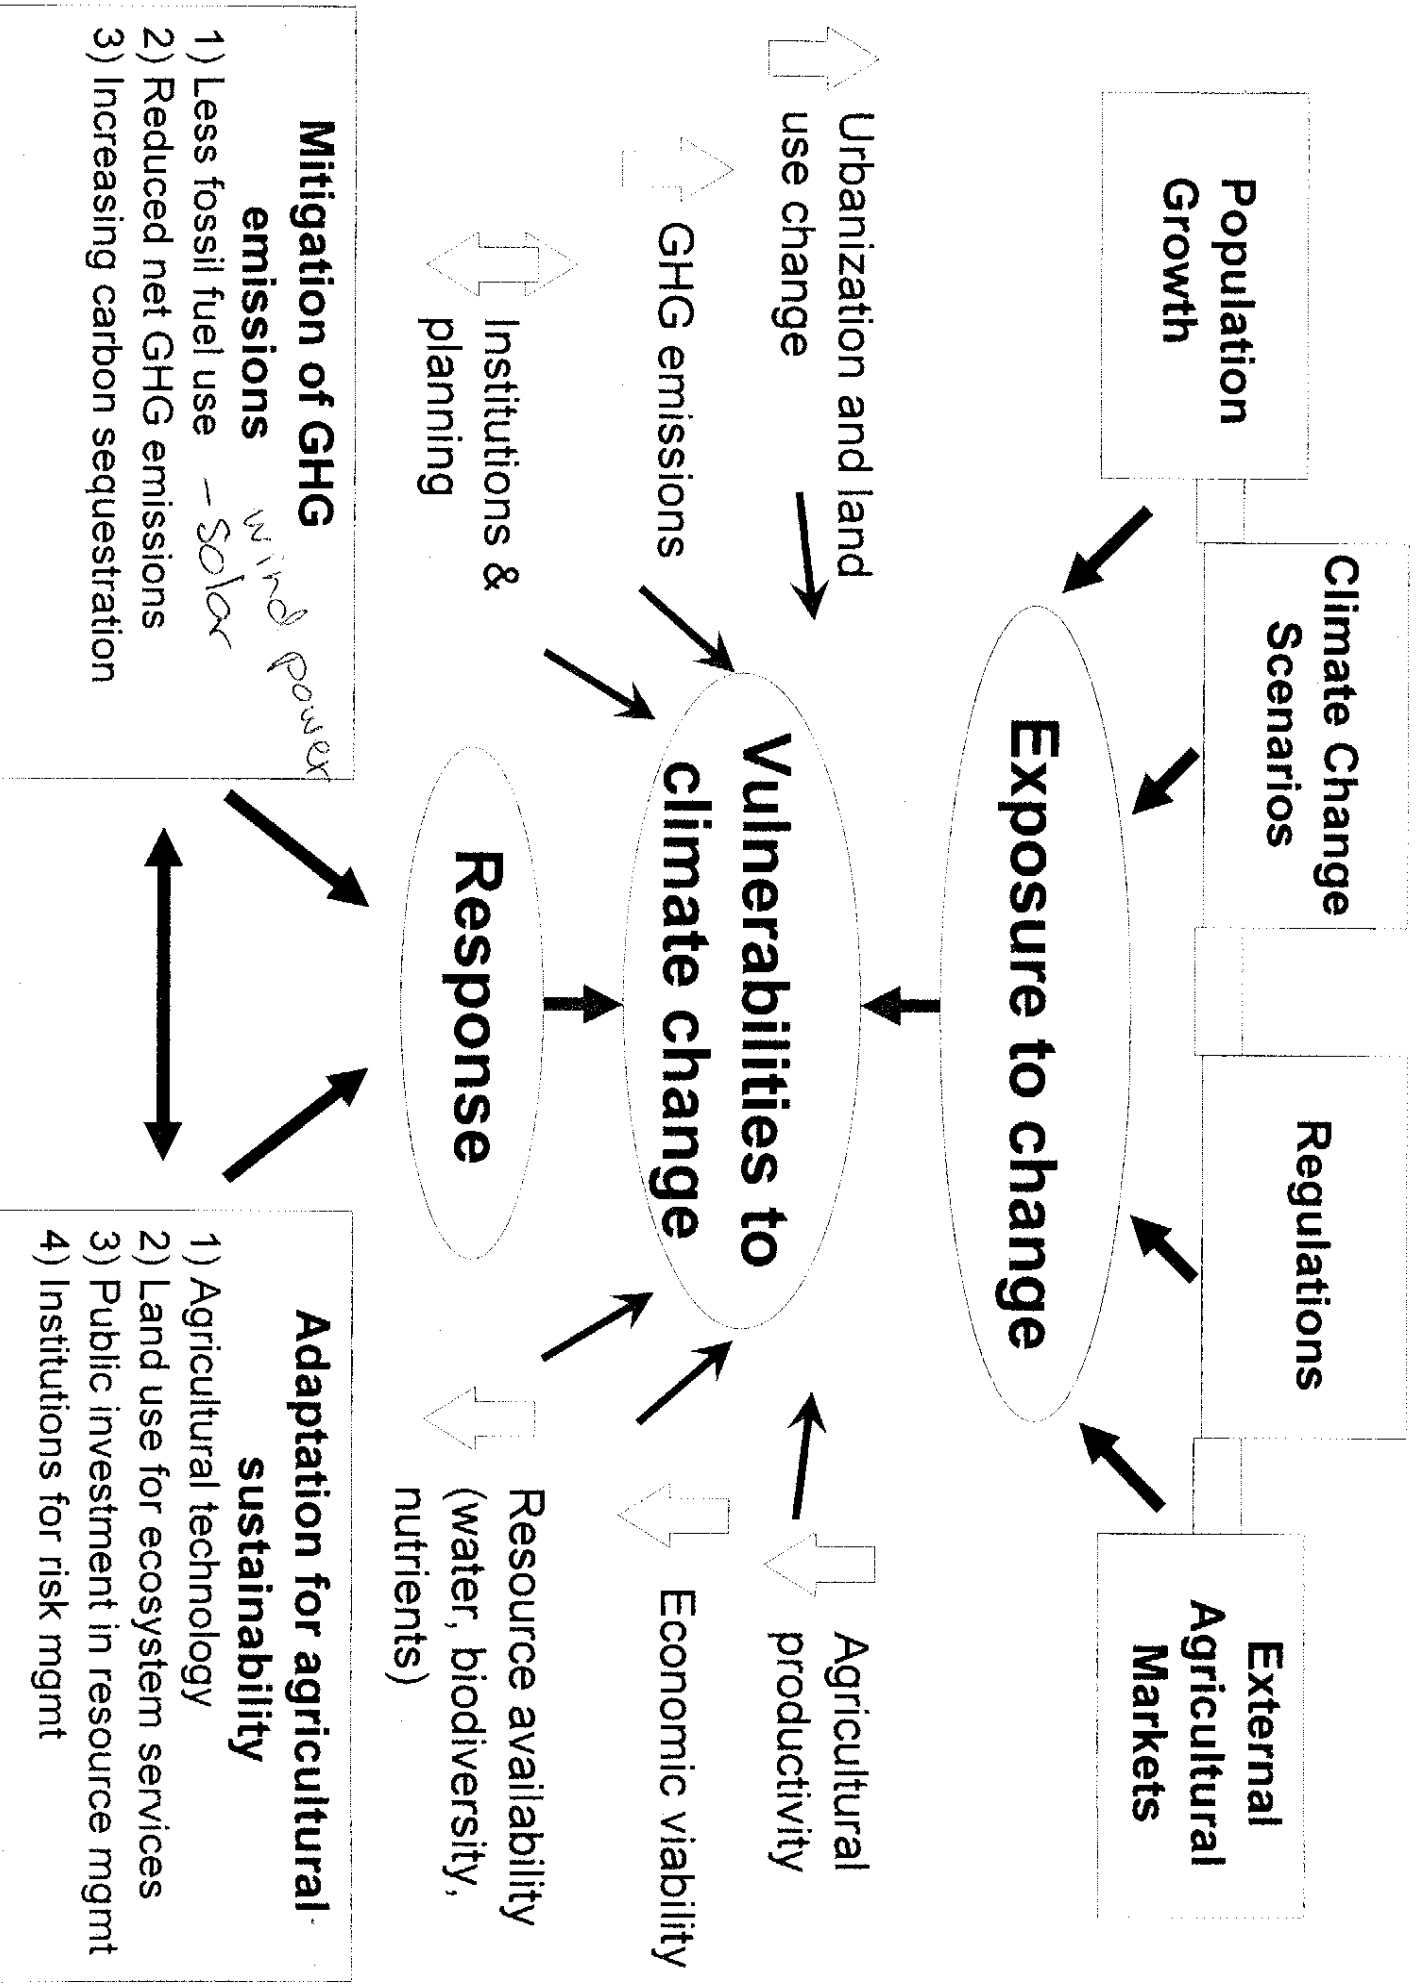 Population
Growth
Climate Change
Scenarios
Regulations
External
Agricultural
Markets
Exposure to change
Urbanization and land
use change
GHG emissions
Institutions &
planning
Vulnerabilities to
climate change
Agricultural
productivity
Economic viability
Resource availability
(water, biodiversity,
nutrients)
Response
Mitigation of GHG
emissions
wind power
1) Less fossil fuel use – Solar
2) Reduced net GHG emissions
3) Increasing carbon sequestration
Adaptation for agricultural
sustainability
1) Agricultural technology
2) Land use for ecosystem services
3) Public investment in resource mgmt
4) Institutions for risk mgmt